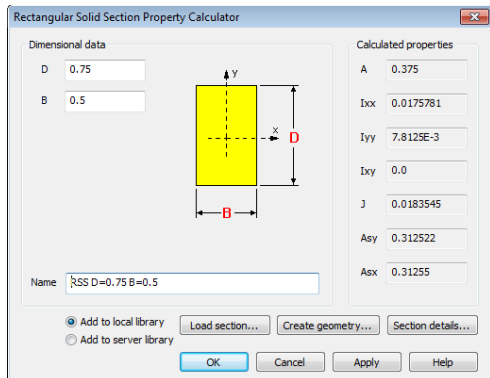 Rectangular Solid Section Property Calculator
Dimensional data
Calculated properties
D 0.75
B 0.5
y
x
D
B
A 0.375
Ixx 0.0175781
Iyy 7.8125E-3
Ixy 0.0
J 0.0183545
Asy 0.312522
Asx 0.31255
Name RSS D=0.75 B=0.5
Add to local library
Add to server library
Load section... Create geometry... Section details...
OK Cancel Apply Help